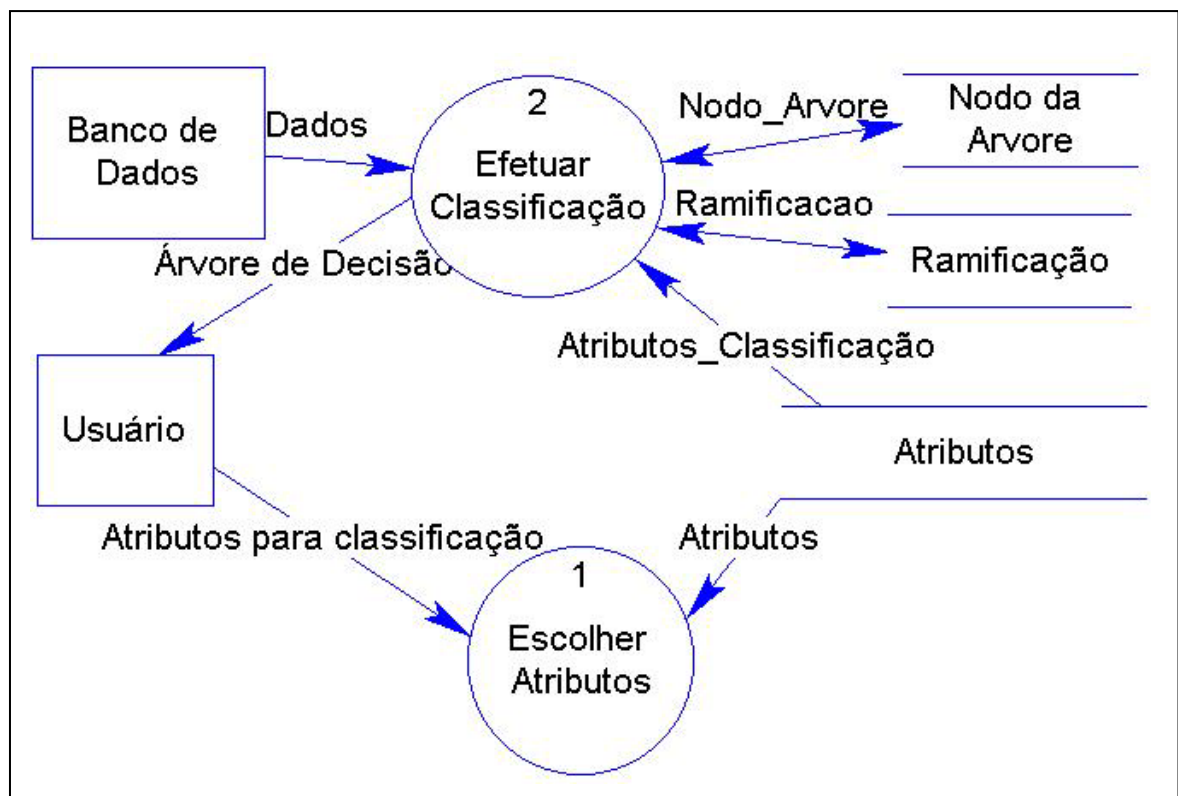 Banco de
Dados
Dados
2
Efetuar
Classificação
Nodo_Arvore
Nodo da
Arvore
Ramificacao
Ramificação
Árvore de Decisão
Atributos_Classificação
Usuário
Atributos
Atributos para classificação
Atributos
1
Escolher
Atributos